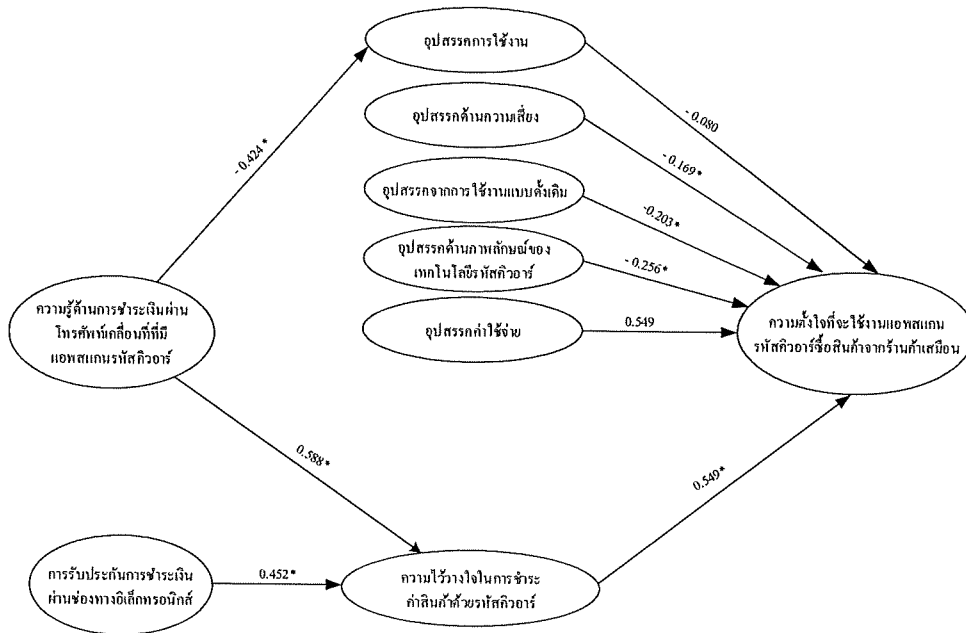 อุปสรรคการใช้งาน
อุปสรรคด้านความเสี่ยง
- 0.080
- 0.169*
- 0.424*
อุปสรรคจากการใช้งานแบบดั้งเดิม
-0.203*
อุปสรรคด้านภาพลักษณ์ของ
เทคโนโลยีรหัสคิวอาร์
- 0.256*
ความรู้ด้านการชำระเงินผ่าน
โทรศัพท์เคลื่อนที่ที่มี
แอพสแกนรหัสคิวอาร์
อุปสรรคค่าใช้จ่าย
0.549
ความตั้งใจที่จะใช้งานแอพสแกน
รหัสคิวอาร์ซื้อสินค้าจากร้านค้าเสมือน
0.588*
0.549*
การรับประกันการชำระเงิน
ผ่านช่องทางอิเล็กทรอนิกส์
0.452*
ความไว้วางใจในการชำระ
ค่าสินค้าด้วยรหัสคิวอาร์